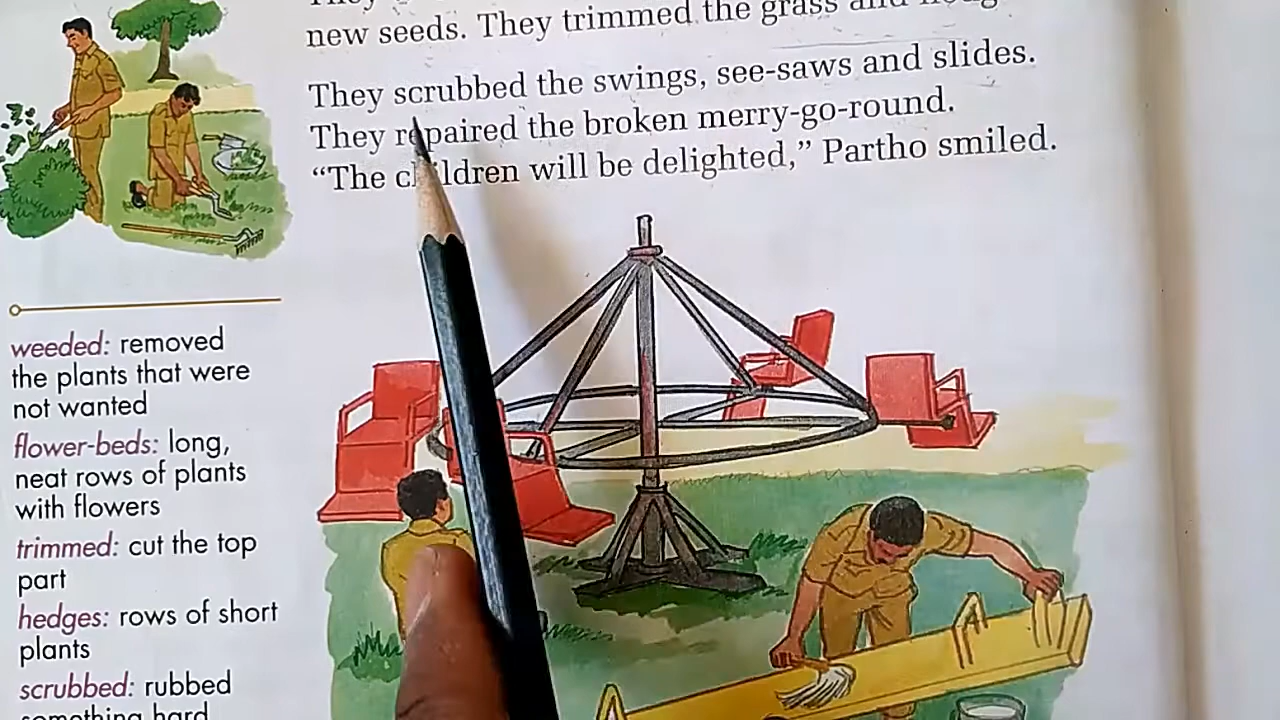 They
new seeds. They trimmed the grass and
They scrubbed the swings, see-saws and slides.
They repaired the broken merry-go-round.
“The children will be delighted,” Partho smiled.
weeded: removed
the plants that were
not wanted
flower-beds: long,
neat rows of plants
with flowers
trimmed: cut the top
part
hedges: rows of short
plants
scrubbed: rubbed
something hard